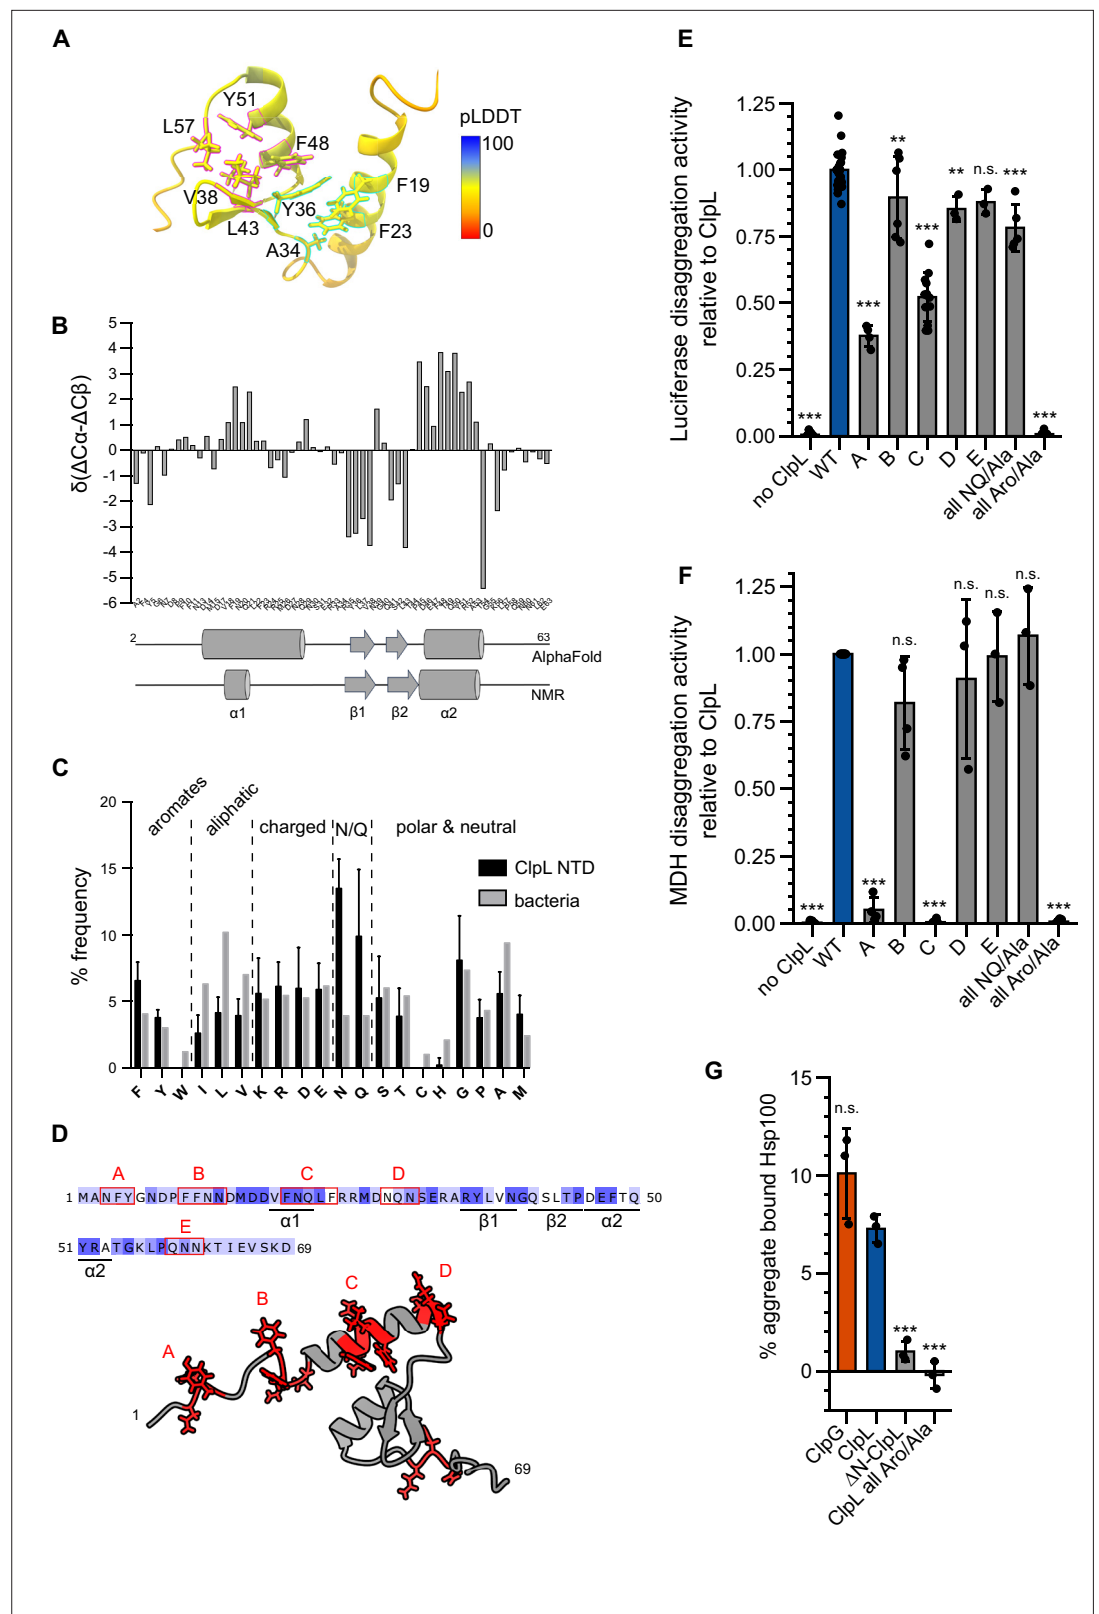 A
Y51
L57
F48
V38
Y36
L43
A34
F19
F23
pLDDT
100
0
B
δ(ΔCα-ΔCβ)
5
4
3
2
1
0
-1
-2
-3
-4
-5
-6
2
63
AlphaFold
NMR
α1
β1
β2
α2
C
% frequency
20
15
10
5
0
aromates
aliphatic
charged
N/Q
polar & neutral
ClpL NTD
bacteria
F Y W I L V K R D E N Q S T C H G P A M
D
A B C D
1 MANFYGNDPFFNNDMDDVFNQLFRRMDNQNSERARYLVNGQSLTPDEFTQ 50
α1 β1 β2 α2
E
51 YRATGKLPQNNKTIEVSKD 69
α2
A
B
C
D
1
69
E
Luciferase disaggregation activity
relative to ClpL
1.25
1.00
0.75
0.50
0.25
0.00
*** *** ** *** ** n.s. *** ***
no ClpL
WT
A
B
C
D
E
all NQ/Ala
all Aro/Ala
F
MDH disaggregation activity
relative to ClpL
1.25
1.00
0.75
0.50
0.25
0.00
*** *** n.s. *** n.s. n.s. n.s. ***
no ClpL
WT
A
B
C
D
E
all NQ/Ala
all Aro/Ala
G
% aggregate bound Hsp100
15
10
5
0
n.s. *** ***
ClpG
ClpL
ΔN-ClpL
ClpL all Aro/Ala